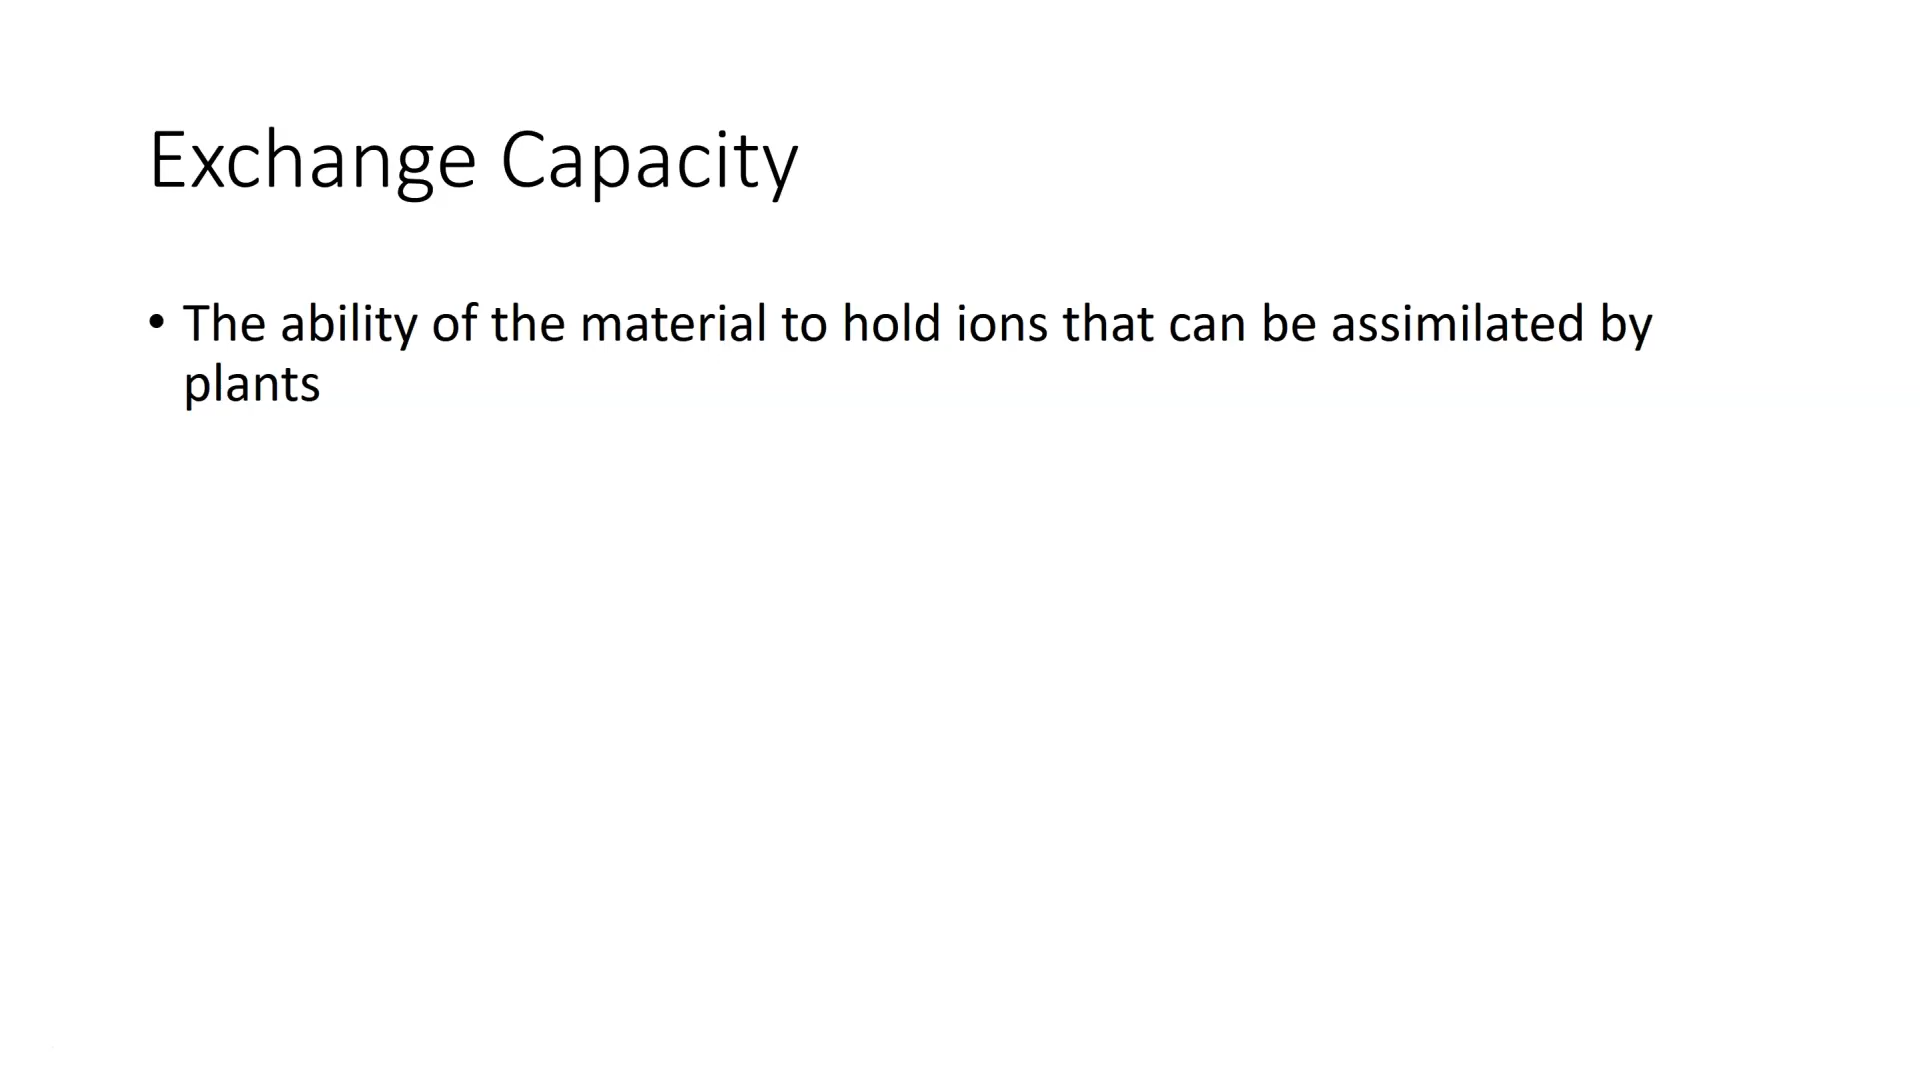 Exchange Capacity
• The ability of the material to hold ions that can be assimilated by
plants